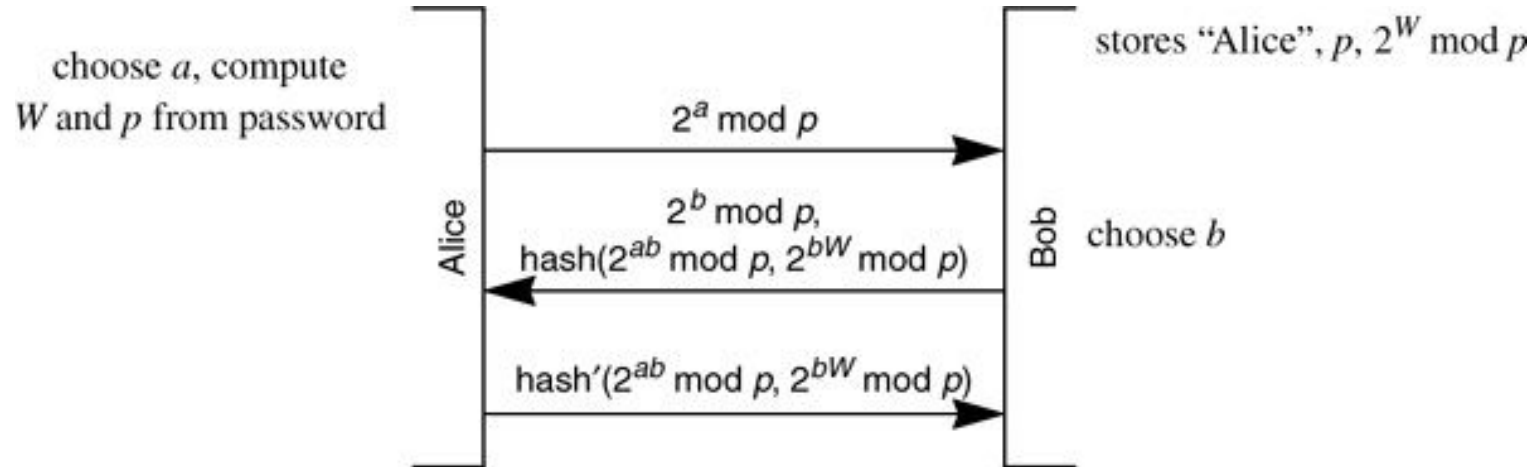 choose a, compute
W and p from password
Alice
2^a mod p
2^b mod p,
hash(2^ab mod p, 2^bW mod p)
hash′(2^ab mod p, 2^bW mod p)
Bob
stores “Alice”, p, 2^W mod p
choose b